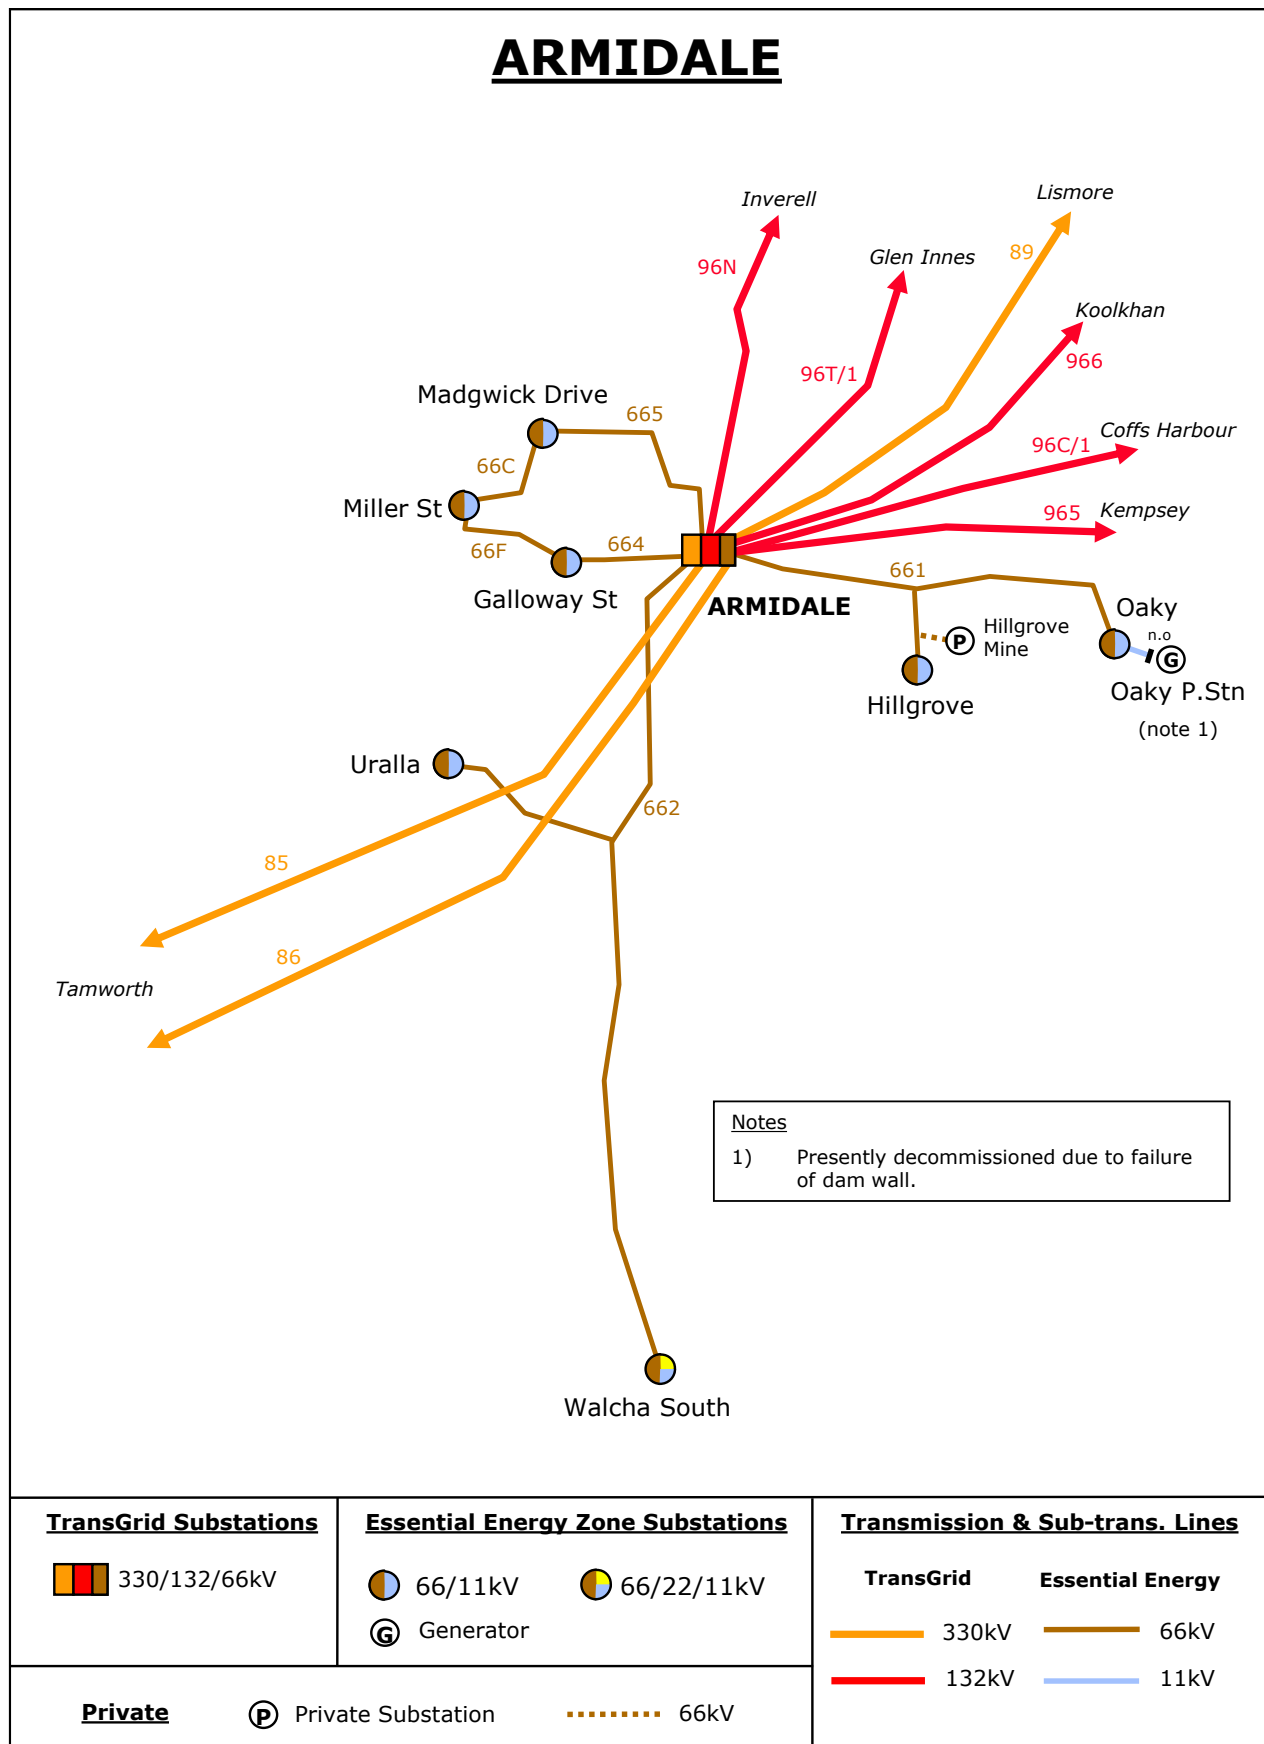 ARMIDALE
Inverell
Lismore
Glen Innes
89
96N
Koolkhan
96T/1
966
Madgwick Drive
665
Coffs Harbour
96C/1
66C
Miller St
Kempsey
965
66F
664
Galloway St
661
ARMIDALE
Oaky
n.o
P
Hillgrove
Mine
G
Hillgrove
Oaky P.Stn
(note 1)
Uralla
662
85
86
Tamworth
Notes
1) Presently decommissioned due to failure
of dam wall.
Walcha South
TransGrid Substations
330/132/66kV
Essential Energy Zone Substations
66/11kV
66/22/11kV
G Generator
Transmission & Sub-trans. Lines
TransGrid
Essential Energy
330kV
66kV
132kV
11kV
Private
P Private Substation
66kV